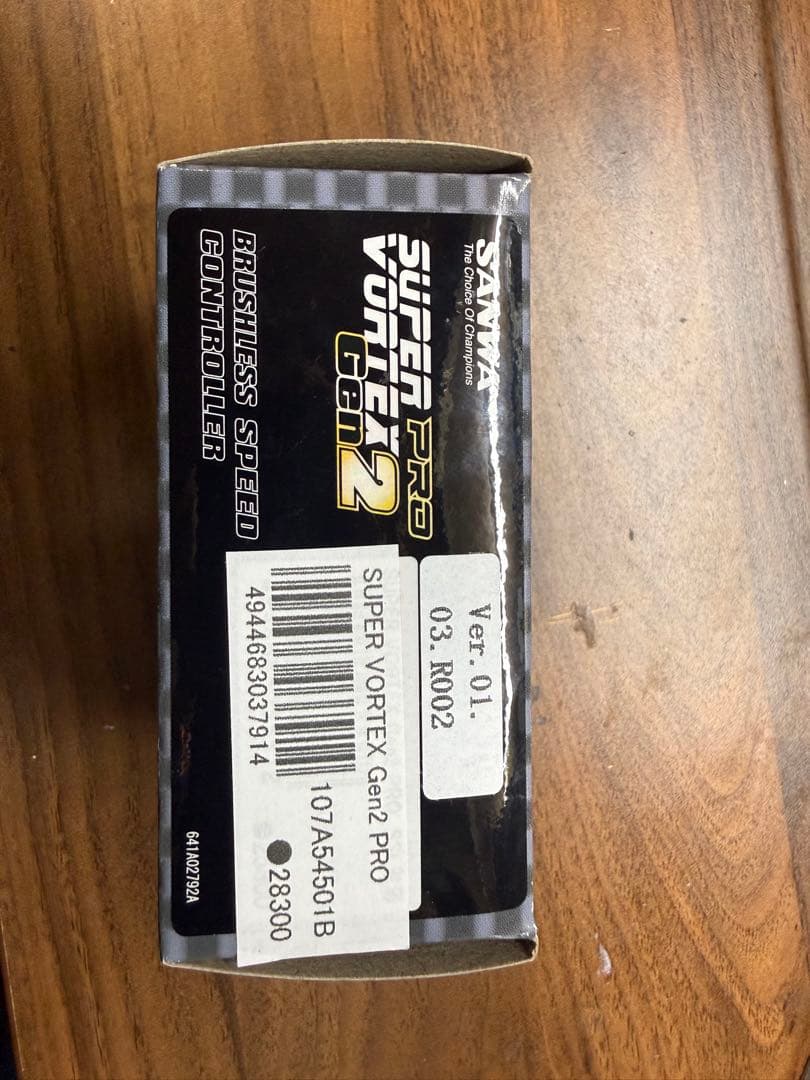 SANWA
The Choice Of Champions
SUPER PRO
VORTEX
Gen2
BRUSHLESS SPEED
CONTROLLER
Ver.01.
03.R002
SUPER VORTEX Gen2 PRO
107A54501B
4944683037914
●28300
641A02792A